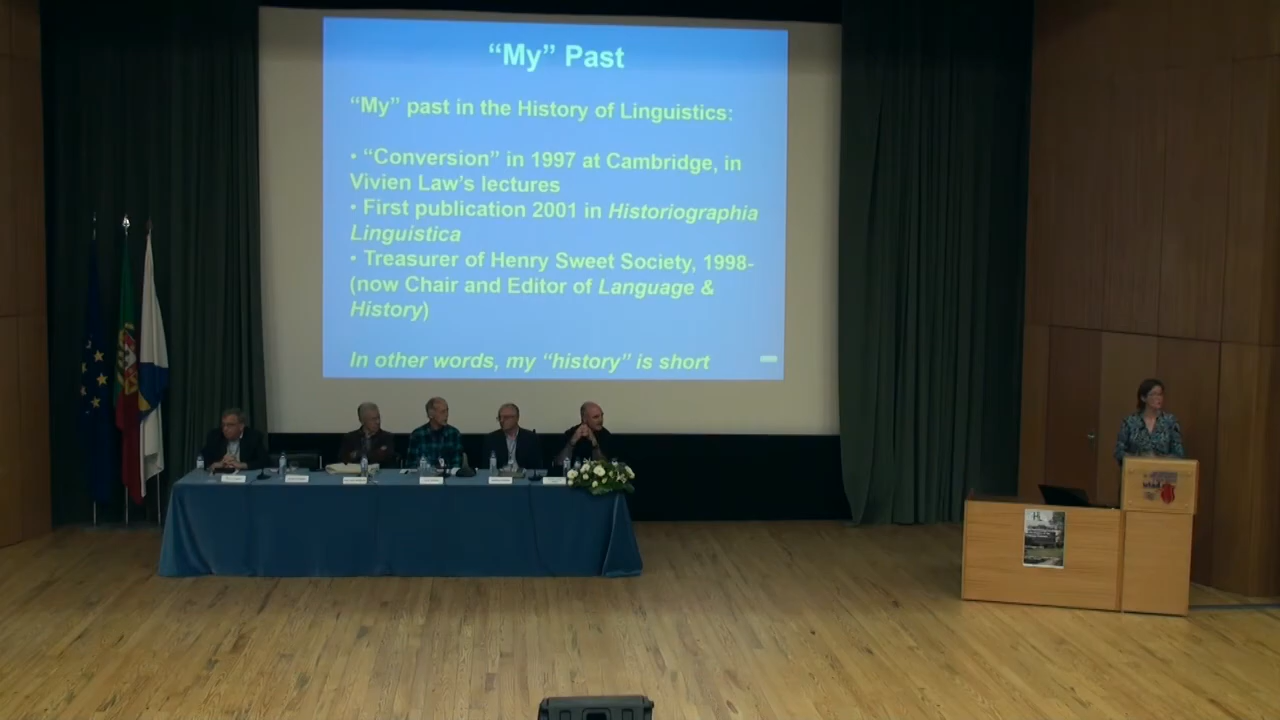 “My” Past
“My” past in the History of Linguistics:
• “Conversion” in 1997 at Cambridge, in
Vivien Law’s lectures
• First publication 2001 in Historiographia
Linguistica
• Treasurer of Henry Sweet Society, 1998-
(now Chair and Editor of Language &
History)
In other words, my “history” is short
utad